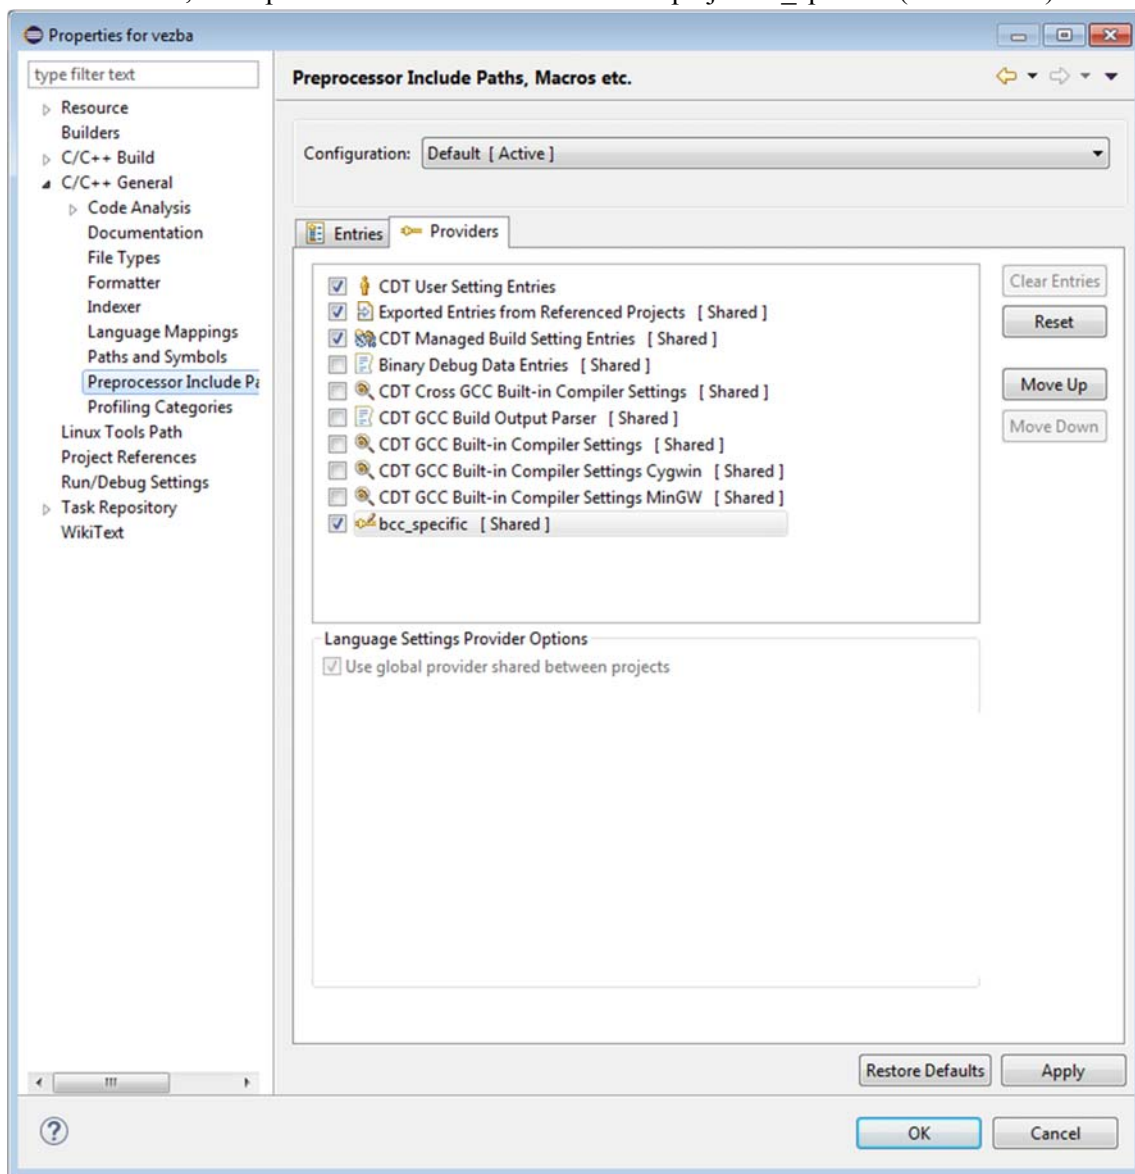 Properties for vezba
type filter text
Resource
Builders
C/C++ Build
C/C++ General
Code Analysis
Documentation
File Types
Formatter
Indexer
Language Mappings
Paths and Symbols
Preprocessor Include Pa
Profiling Categories
Linux Tools Path
Project References
Run/Debug Settings
Task Repository
WikiText
Preprocessor Include Paths, Macros etc.
Configuration: Default [ Active ]
Entries Providers
CDT User Setting Entries
Exported Entries from Referenced Projects [ Shared ]
CDT Managed Build Setting Entries [ Shared ]
Binary Debug Data Entries [ Shared ]
CDT Cross GCC Built-in Compiler Settings [ Shared ]
CDT GCC Build Output Parser [ Shared ]
CDT GCC Built-in Compiler Settings [ Shared ]
CDT GCC Built-in Compiler Settings Cygwin [ Shared ]
CDT GCC Built-in Compiler Settings MinGW [ Shared ]
bcc_specific [ Shared ]
Clear Entries
Reset
Move Up
Move Down
Language Settings Provider Options
Use global provider shared between projects
Restore Defaults Apply
OK Cancel